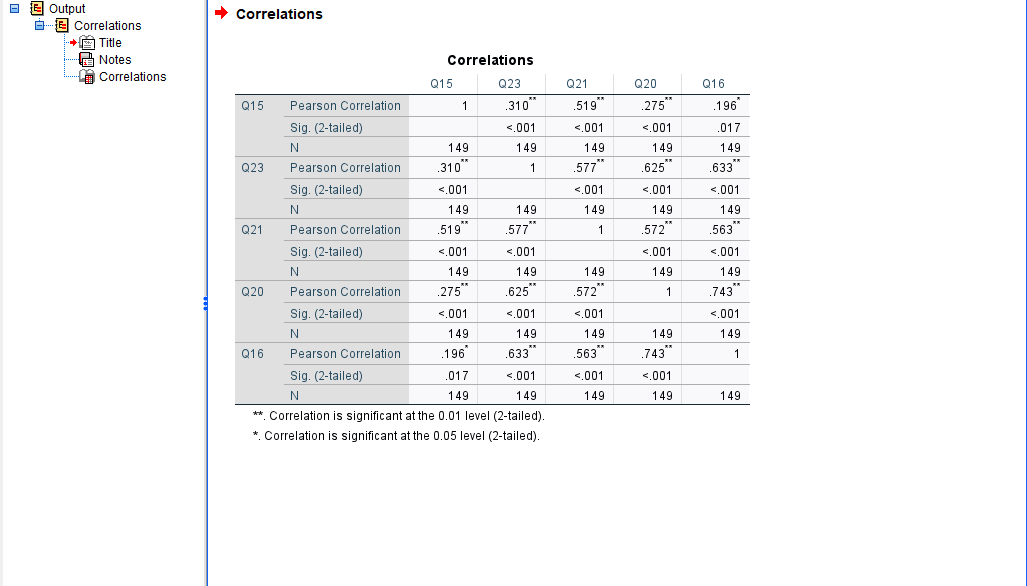 Output
Correlations
Title
Notes
Correlations
Correlations
Correlations
Q15 Q23 Q21 Q20 Q16
Q15 Pearson Correlation 1 .310** .519** .275** .196*
Sig. (2-tailed) <.001 <.001 <.001 .017
N 149 149 149 149 149
Q23 Pearson Correlation .310** 1 .577** .625** .633**
Sig. (2-tailed) <.001 <.001 <.001 <.001
N 149 149 149 149 149
Q21 Pearson Correlation .519** .577** 1 .572** .563**
Sig. (2-tailed) <.001 <.001 <.001 <.001
N 149 149 149 149 149
Q20 Pearson Correlation .275** .625** .572** 1 .743**
Sig. (2-tailed) <.001 <.001 <.001 <.001
N 149 149 149 149 149
Q16 Pearson Correlation .196* .633** .563** .743** 1
Sig. (2-tailed) .017 <.001 <.001 <.001
N 149 149 149 149 149
**. Correlation is significant at the 0.01 level (2-tailed).
*. Correlation is significant at the 0.05 level (2-tailed).